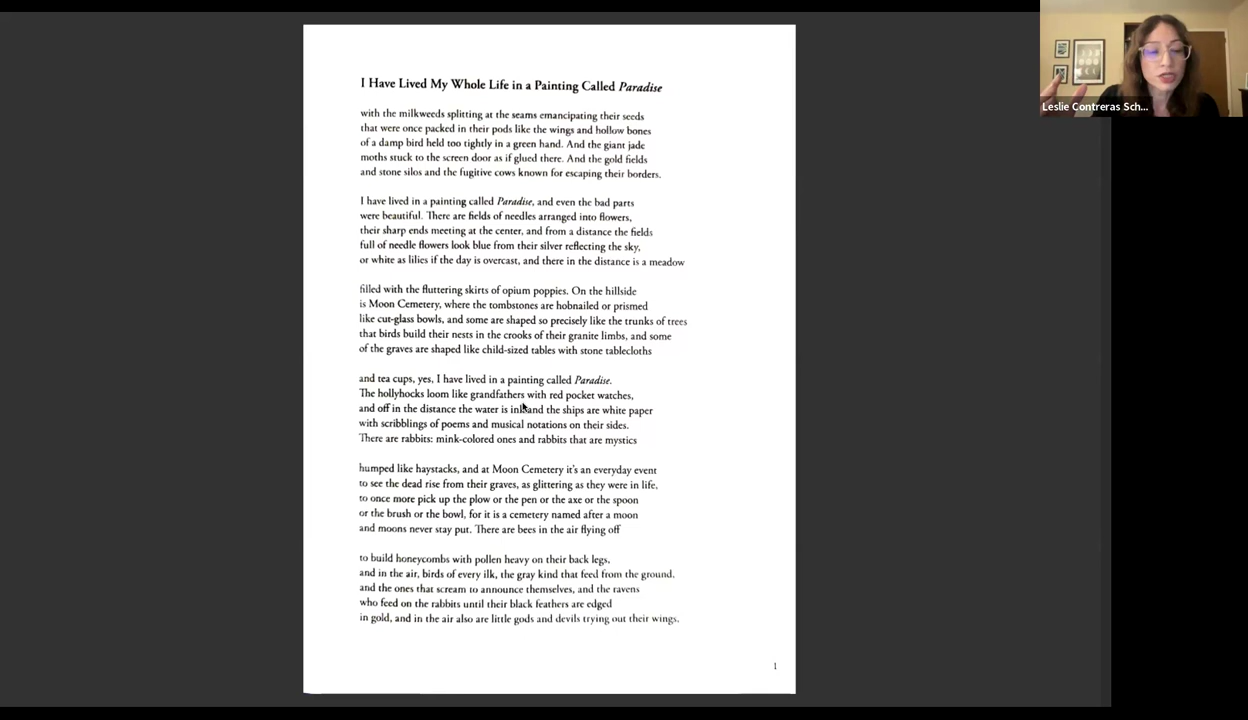 I Have Lived My Whole Life in a Painting Called Paradise
with the milkweeds splitting at the seams emancipating their seeds
that were once packed in their pods like the wings and hollow bones
of a damp bird held too tightly in a green hand. And the giant jade
moths stuck to the screen door as if glued there. And the gold fields
and stone silos and the fugitive cows known for escaping their borders.
I have lived in a painting called Paradise, and even the bad parts
were beautiful. There are fields of needles arranged into flowers,
their sharp ends meeting at the center, and from a distance the fields
full of needle flowers look blue from their silver reflecting the sky,
or white as lilies if the day is overcast, and there in the distance is a meadow
filled with the fluttering skirts of opium poppies. On the hillside
is Moon Cemetery, where the tombstones are hobnailed or prismed
like cut-glass bowls, and some are shaped so precisely like the trunks of trees
that birds build their nests in the crooks of their granite limbs, and some
of the graves are shaped like child-sized tables with stone tablecloths
and tea cups, yes, I have lived in a painting called Paradise.
The hollyhocks loom like grandfathers with red pocket watches,
and off in the distance the water is ink and the ships are white paper
with scribblings of poems and musical notations on their sides.
There are rabbits: mink-colored ones and rabbits that are mystics
humped like haystacks, and at Moon Cemetery it's an everyday event
to see the dead rise from their graves, as glittering as they were in life,
to once more pick up the plow or the pen or the axe or the spoon
or the brush or the bowl, for it is a cemetery named after a moon
and moons never stay put. There are bees in the air flying off
to build honeycombs with pollen heavy on their back legs,
and in the air, birds of every ilk, the gray kind that feed from the ground,
and the ones that scream to announce themselves, and the ravens
who feed on the rabbits until their black feathers are edged
in gold, and in the air also are little gods and devils trying out their wings.
1
Leslie Contreras Sch...